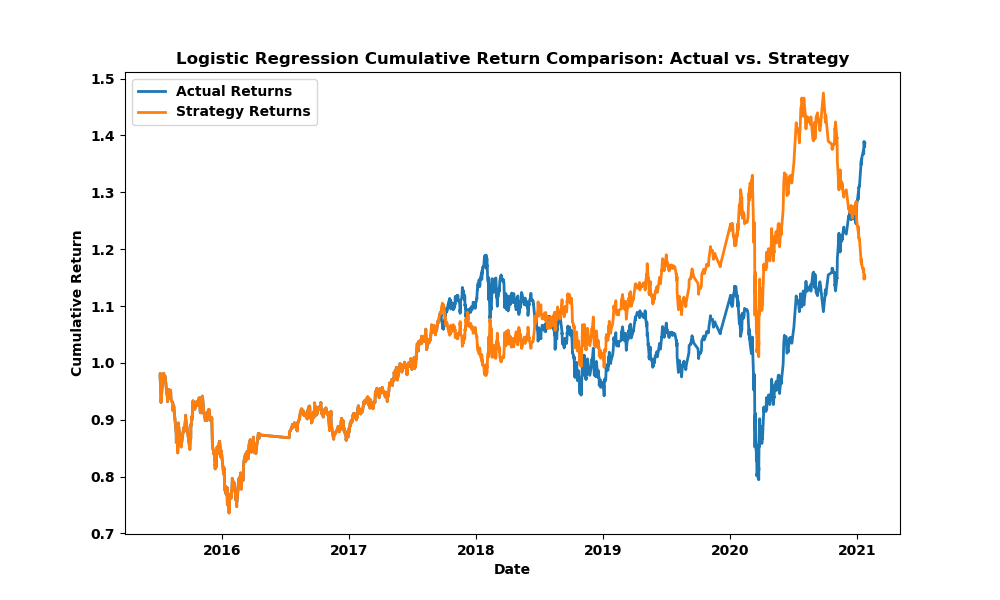 Logistic Regression Cumulative Return Comparison: Actual vs. Strategy
Actual Returns
Strategy Returns
Cumulative Return
1.5
1.4
1.3
1.2
1.1
1.0
0.9
0.8
0.7
2016 2017 2018 2019 2020 2021
Date